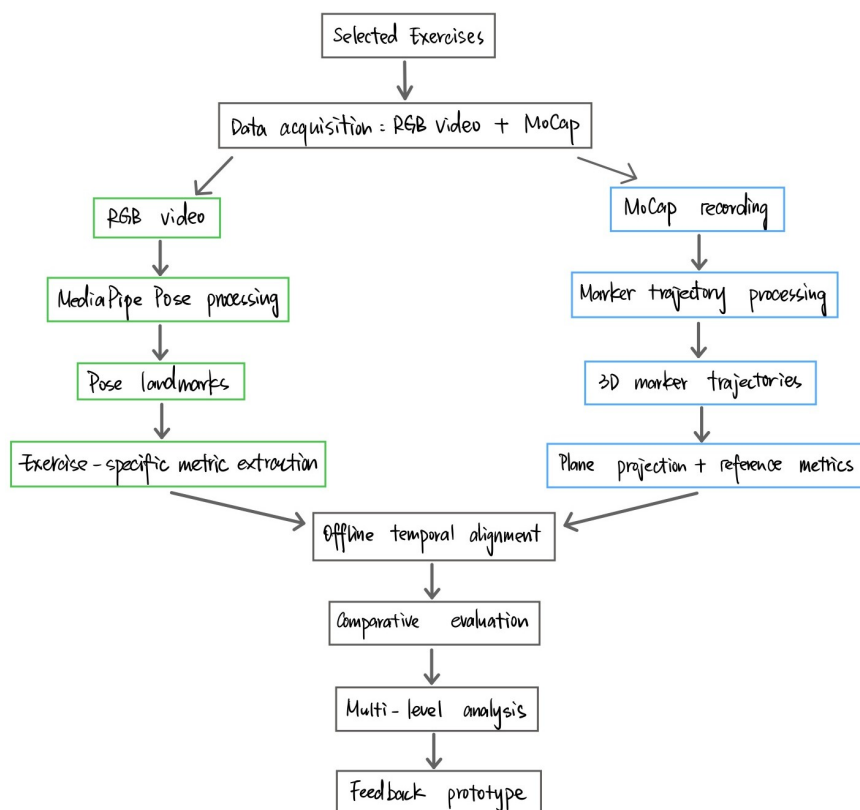 Selected Exercises
Data acquisition = RGB video + MoCap
RGB video
MoCap recording
MediaPipe Pose processing
Marker trajectory processing
Pose landmarks
3D marker trajectories
Exercise-specific metric extraction
Plane projection + reference metrics
Offline temporal alignment
Comparative evaluation
Multi-level analysis
Feedback prototype